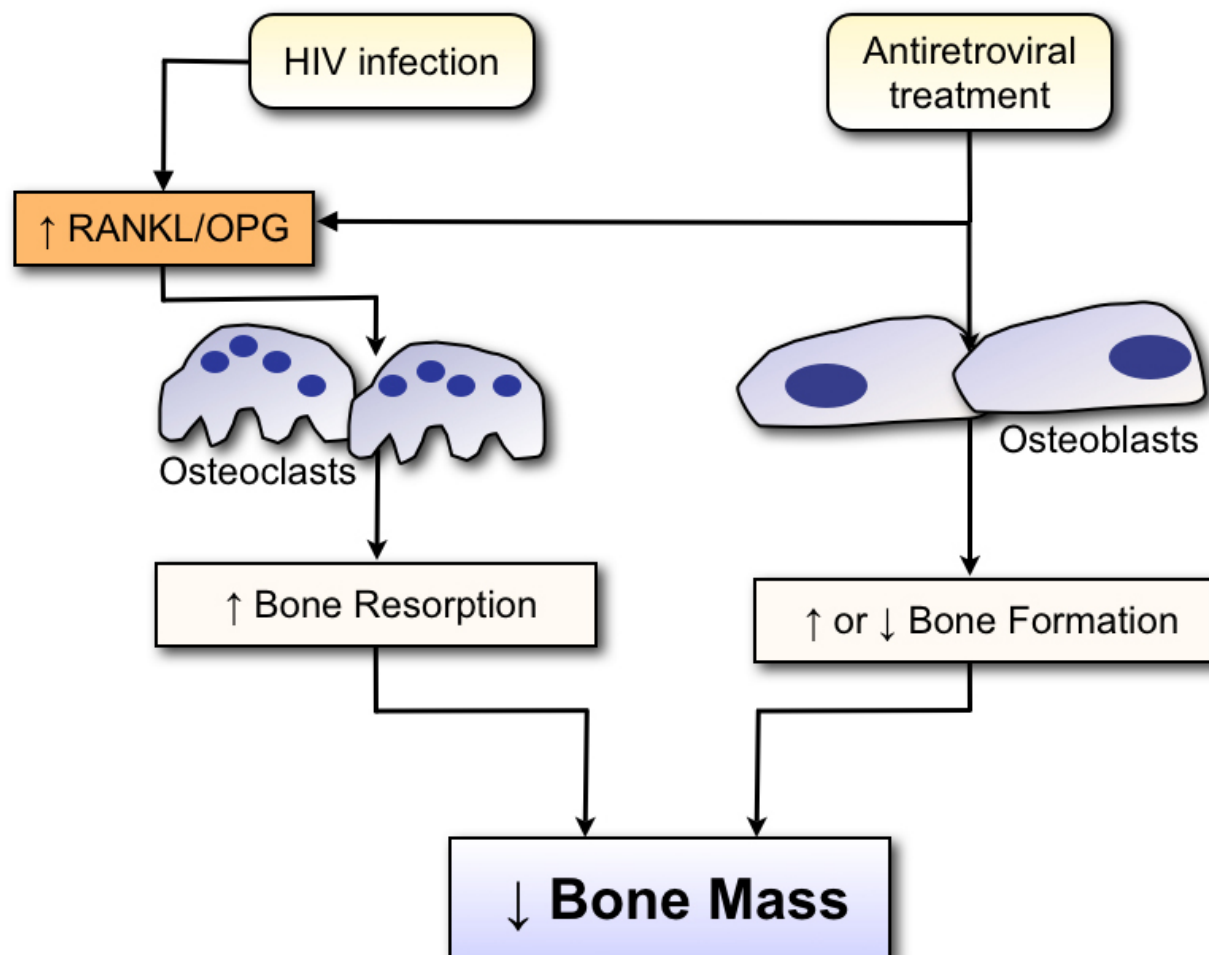 HIV infection
Antiretroviral
treatment
↑ RANKL/OPG
Osteoclasts
Osteoblasts
↑ Bone Resorption
↑ or ↓ Bone Formation
↓ Bone Mass